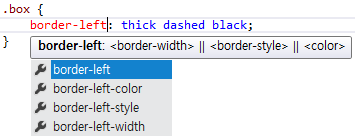 .box {
border-left: thick dashed black;
}
border-left: <border-width> || <border-style> || <color>
border-left
border-left-color
border-left-style
border-left-width